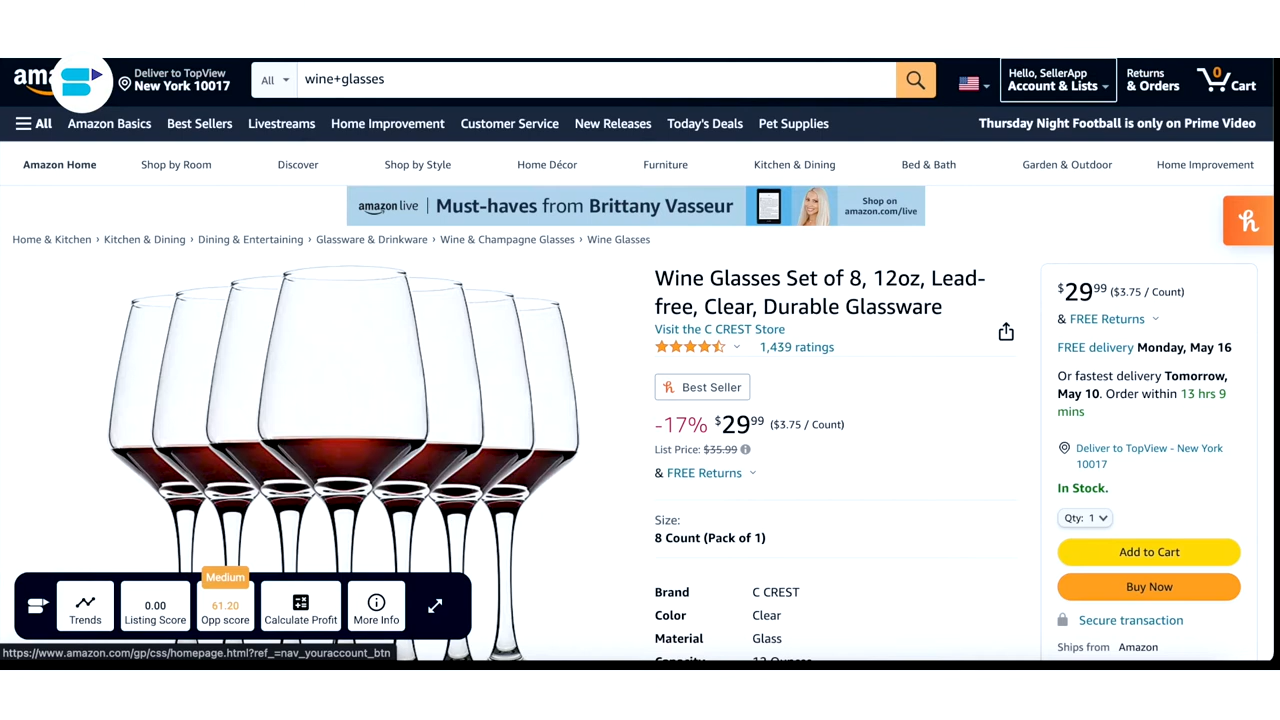 ama
Deliver to TopView
New York 10017
All
wine+glasses
Hello, SellerApp
Account & Lists
Returns
& Orders
0
Cart
All
Amazon Basics
Best Sellers
Livestreams
Home Improvement
Customer Service
New Releases
Today's Deals
Pet Supplies
Thursday Night Football is only on Prime Video
Amazon Home
Shop by Room
Discover
Shop by Style
Home Décor
Furniture
Kitchen & Dining
Bed & Bath
Garden & Outdoor
Home Improvement
amazon live | Must-haves from Brittany Vasseur
Shop on
amazon.com/live
h
Home & Kitchen › Kitchen & Dining › Dining & Entertaining › Glassware & Drinkware › Wine & Champagne Glasses › Wine Glasses
Wine Glasses Set of 8, 12oz, Lead-
free, Clear, Durable Glassware
Visit the C CREST Store
1,439 ratings
h Best Seller
-17% $29 99 ($3.75 / Count)
List Price: $35.99
& FREE Returns
Size:
8 Count (Pack of 1)
Brand C CREST
Color Clear
Material Glass
Capacity 12 Ounces
$29 99 ($3.75 / Count)
& FREE Returns
FREE delivery Monday, May 16
Or fastest delivery Tomorrow,
May 10. Order within 13 hrs 9
mins
Deliver to TopView - New York
10017
In Stock.
Qty: 1
Add to Cart
Buy Now
Secure transaction
Ships from Amazon
Medium
Trends
0.00
Listing Score
61.20
Opp score
Calculate Profit
More Info
https://www.amazon.com/gp/css/homepage.html?ref_=nav_youraccount_btn